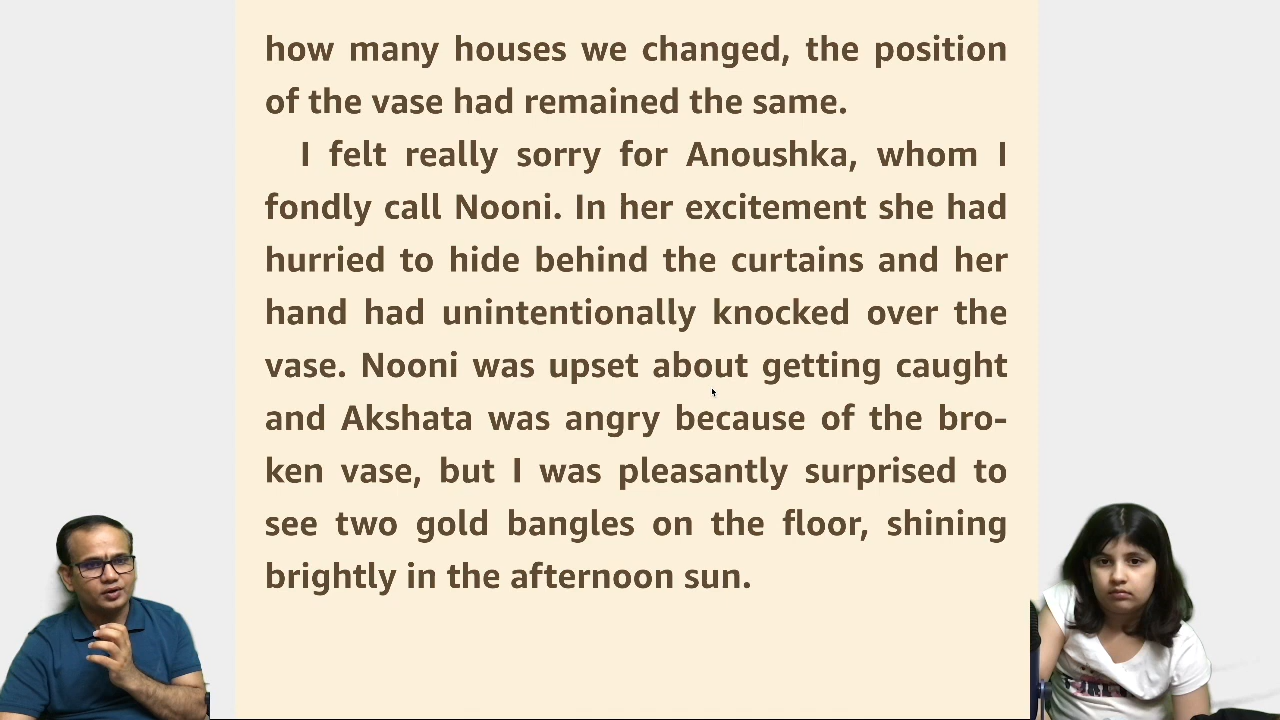 how many houses we changed, the position
of the vase had remained the same.
I felt really sorry for Anoushka, whom I
fondly call Nooni. In her excitement she had
hurried to hide behind the curtains and her
hand had unintentionally knocked over the
vase. Nooni was upset about getting caught
and Akshata was angry because of the bro-
ken vase, but I was pleasantly surprised to
see two gold bangles on the floor, shining
brightly in the afternoon sun.